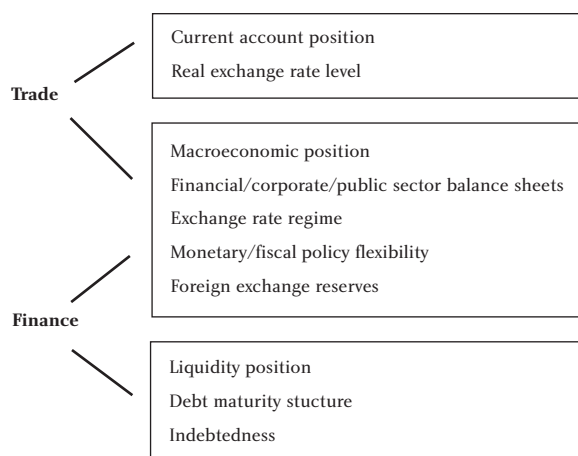 Current account position
Real exchange rate level
Trade
Macroeconomic position
Financial/corporate/public sector balance sheets
Exchange rate regime
Monetary/fiscal policy flexibility
Foreign exchange reserves
Finance
Liquidity position
Debt maturity stucture
Indebtedness